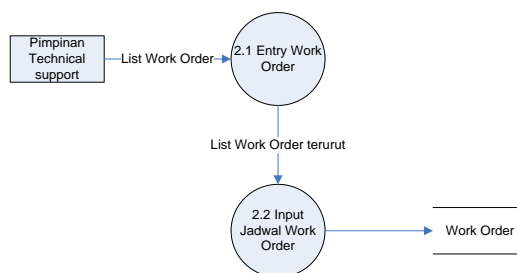 Pimpinan
Technical
support
List Work Order
2.1 Entry Work
Order
List Work Order terurut
2.2 Input
Jadwal Work
Order
Work Order